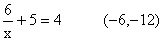 6/x + 5 = 4 (−6,−12)